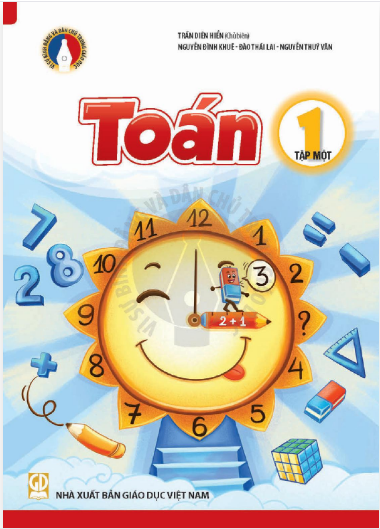 VÌ SỰ BÌNH ĐẲNG VÀ DÂN CHỦ TRONG GIÁO DỤC
TRẦN DIÊN HIỂN (Chủ biên)
NGUYỄN ĐÌNH KHUÊ - ĐÀO THÁI LAI - NGUYỄN THUÝ VÂN
Toán
1
TẬP MỘT
7
2 8
11 12 1
10 2
3
2 + 1
9 ?
8 4
7 6 5
GD
NHÀ XUẤT BẢN GIÁO DỤC VIỆT NAM